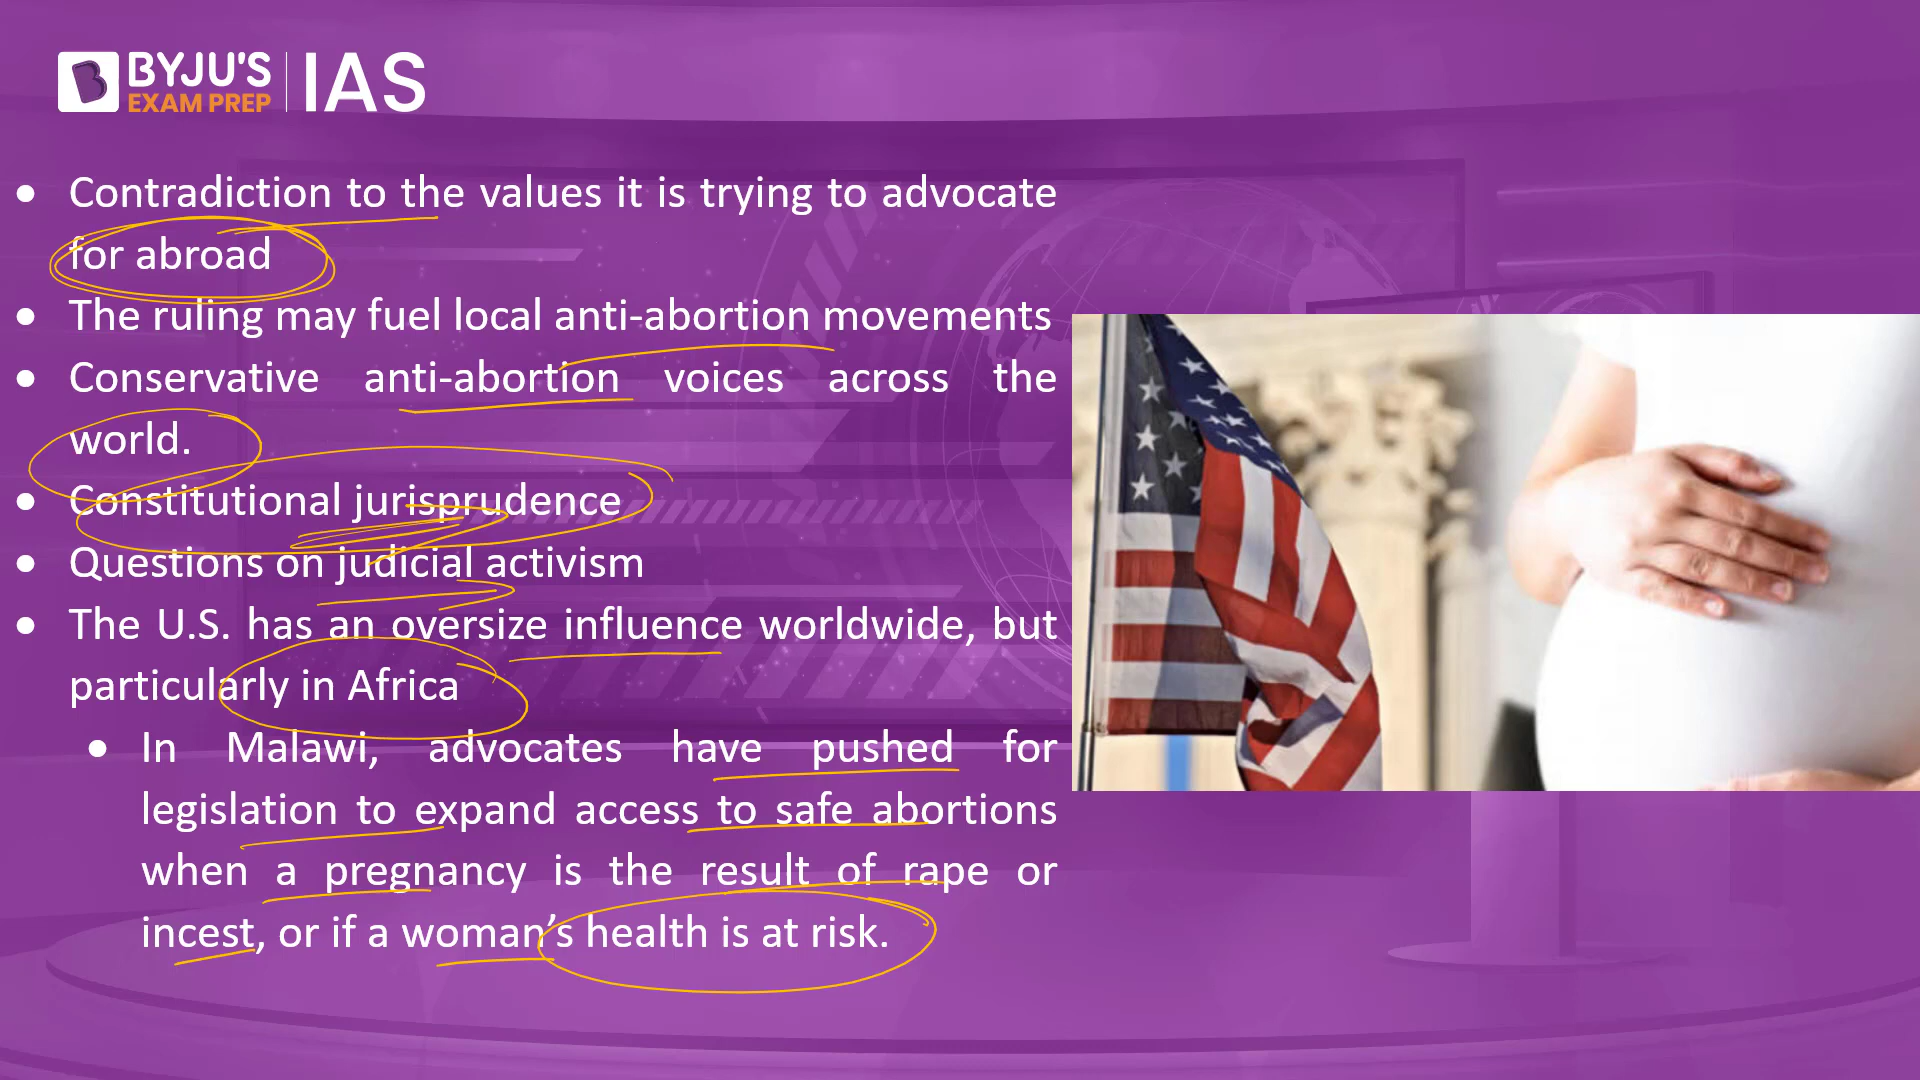 BYJU'S
EXAM PREP
IAS
• Contradiction to the values it is trying to advocate
for abroad
• The ruling may fuel local anti-abortion movements
• Conservative anti-abortion voices across the
world.
• Constitutional jurisprudence
• Questions on judicial activism
• The U.S. has an oversize influence worldwide, but
particularly in Africa
• In Malawi, advocates have pushed for
legislation to expand access to safe abortions
when a pregnancy is the result of rape or
incest, or if a woman’s health is at risk.